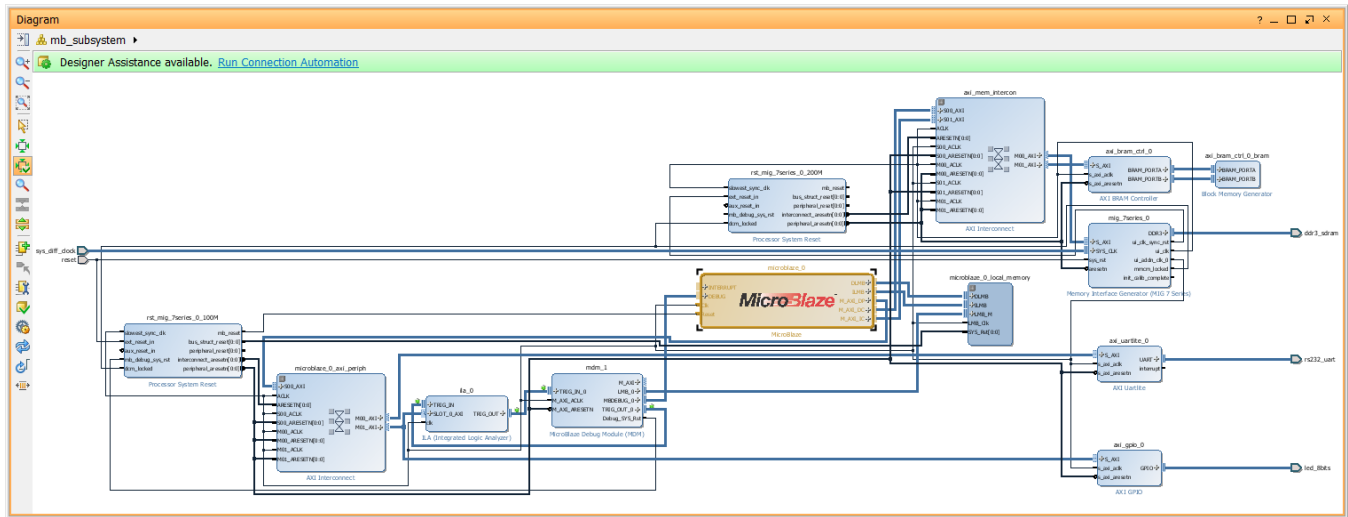 Diagram
mb_subsystem
Designer Assistance available. Run Connection Automation
axi_mem_intercon
S00_AXI
S01_AXI
ACLK
ARESETN[0:0]
S00_ACLK
S00_ARESETN[0:0]
M00_ACLK
M00_ARESETN[0:0]
S01_ACLK
S01_ARESETN[0:0]
M01_ACLK
M01_ARESETN[0:0]
M00_AXI
M01_AXI
AXI Interconnect
axi_bram_ctrl_0
S_AXI
s_axi_aclk
s_axi_aresetn
BRAM_PORTA
BRAM_PORTB
AXI BRAM Controller
axi_bram_ctrl_0_bram
BRAM_PORTA
BRAM_PORTB
Block Memory Generator
rst_mig_7series_0_200M
slowest_sync_clk
ext_reset_in
aux_reset_in
mb_debug_sys_rst
dcm_locked
mb_reset
bus_struct_reset[0:0]
peripheral_reset[0:0]
interconnect_aresetn[0:0]
peripheral_aresetn[0:0]
Processor System Reset
mig_7series_0
S_AXI
SYS_CLK
sys_rst
aresetn
DDR3
ui_clk_sync_rst
ui_clk
ui_addn_clk_0
mmcm_locked
init_calib_complete
Memory Interface Generator (MIG 7 Series)
ddr3_sdram
sys_diff_clock
reset
microblaze_0
INTERRUPT
DEBUG
Clk
Reset
MicroBlaze
DLMB
ILMB
M_AXI_DP
M_AXI_DC
M_AXI_IC
MicroBlaze
microblaze_0_local_memory
DLMB
ILMB
LMB_M
LMB_Clk
SYS_Rst[0:0]
rst_mig_7series_0_100M
slowest_sync_clk
ext_reset_in
aux_reset_in
mb_debug_sys_rst
dcm_locked
mb_reset
bus_struct_reset[0:0]
peripheral_reset[0:0]
interconnect_aresetn[0:0]
peripheral_aresetn[0:0]
Processor System Reset
axi_uartlite_0
S_AXI
s_axi_aclk
s_axi_aresetn
UART
interrupt
AXI Uartlite
rs232_uart
microblaze_0_axi_periph
S00_AXI
ACLK
ARESETN[0:0]
S00_ACLK
S00_ARESETN[0:0]
M00_ACLK
M00_ARESETN[0:0]
M01_ACLK
M01_ARESETN[0:0]
M00_AXI
M01_AXI
AXI Interconnect
ila_0
TRIG_IN
SLOT_0_AXI
clk
TRIG_OUT
ILA (Integrated Logic Analyzer)
mdm_1
TRIG_IN_0
M_AXI_ACLK
M_AXI_ARESETN
M_AXI
LMB_0
MBDEBUG_0
TRIG_OUT_0
Debug_SYS_Rst
MicroBlaze Debug Module (MDM)
axi_gpio_0
S_AXI
s_axi_aclk
s_axi_aresetn
GPIO
AXI GPIO
led_8bits